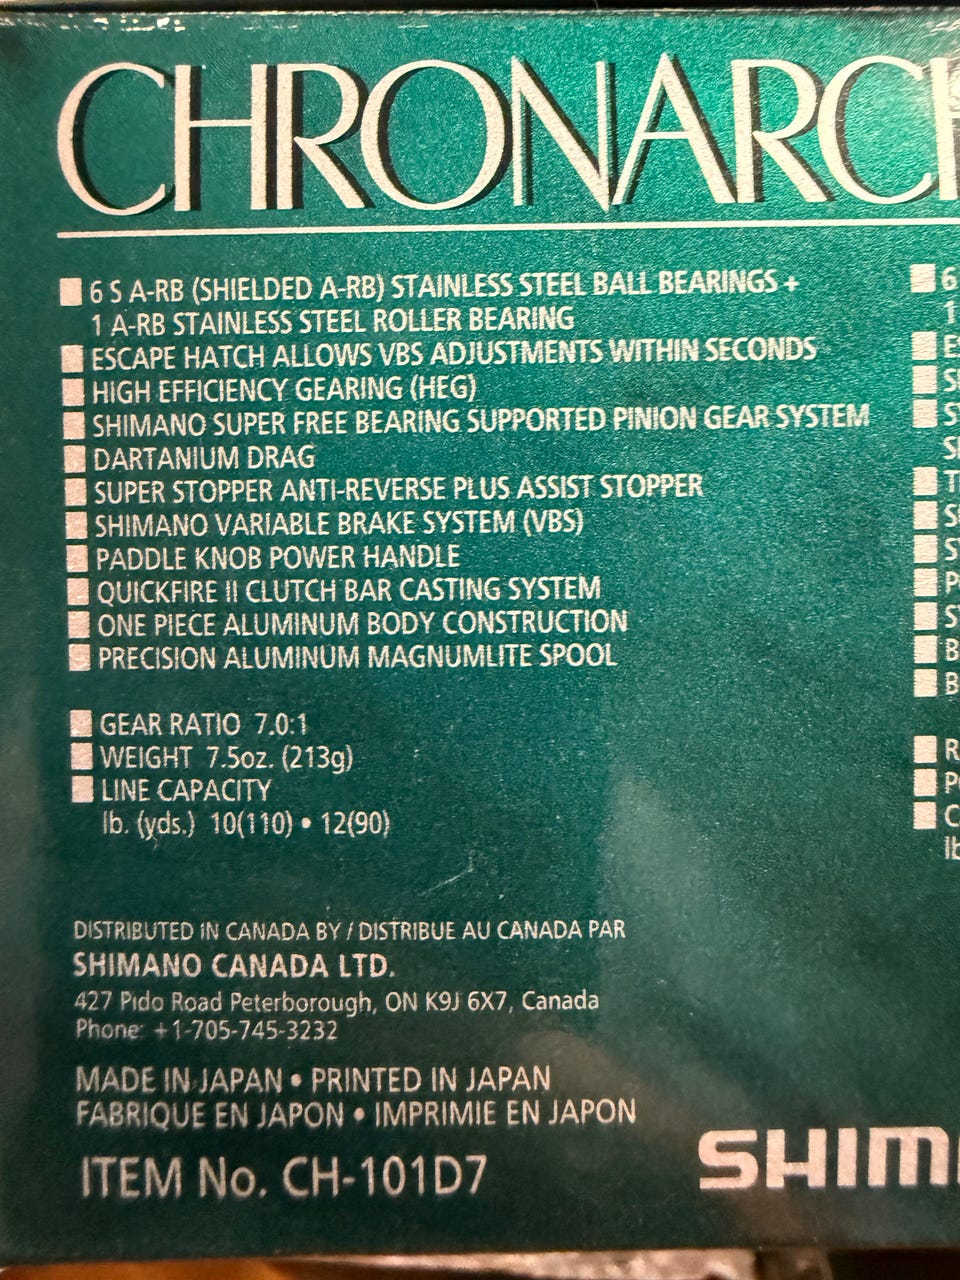 CHRONARCH
6 S A-RB (SHIELDED A-RB) STAINLESS STEEL BALL BEARINGS +
1 A-RB STAINLESS STEEL ROLLER BEARING
ESCAPE HATCH ALLOWS VBS ADJUSTMENTS WITHIN SECONDS
HIGH EFFICIENCY GEARING (HEG)
SHIMANO SUPER FREE BEARING SUPPORTED PINION GEAR SYSTEM
DARTANIUM DRAG
SUPER STOPPER ANTI-REVERSE PLUS ASSIST STOPPER
SHIMANO VARIABLE BRAKE SYSTEM (VBS)
PADDLE KNOB POWER HANDLE
QUICKFIRE II CLUTCH BAR CASTING SYSTEM
ONE PIECE ALUMINUM BODY CONSTRUCTION
PRECISION ALUMINUM MAGNUMLITE SPOOL
GEAR RATIO 7.0:1
WEIGHT 7.5oz. (213g)
LINE CAPACITY
lb. (yds.) 10(110) • 12(90)
DISTRIBUTED IN CANADA BY / DISTRIBUE AU CANADA PAR
SHIMANO CANADA LTD.
427 Pido Road Peterborough, ON K9J 6X7, Canada
Phone: +1-705-745-3232
MADE IN JAPAN • PRINTED IN JAPAN
FABRIQUE EN JAPON • IMPRIMIE EN JAPON
ITEM No. CH-101D7
SHIM